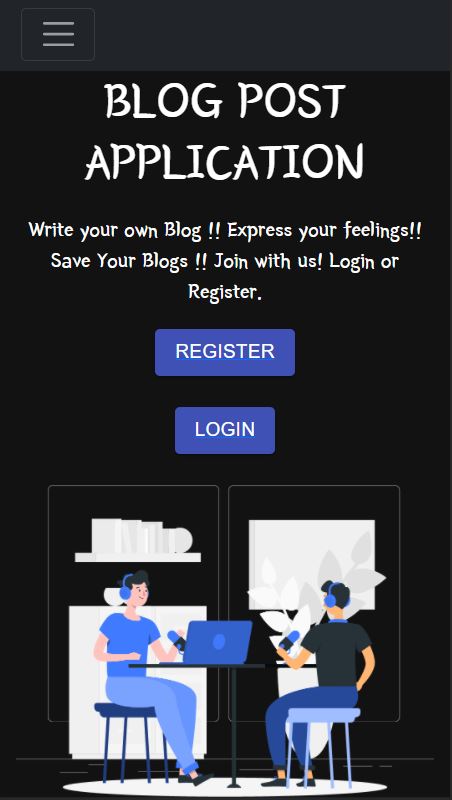 BLOG POST
APPLICATION
Write your own Blog !! Express your feelings!!
Save Your Blogs !! Join with us! Login or
Register.
REGISTER
LOGIN